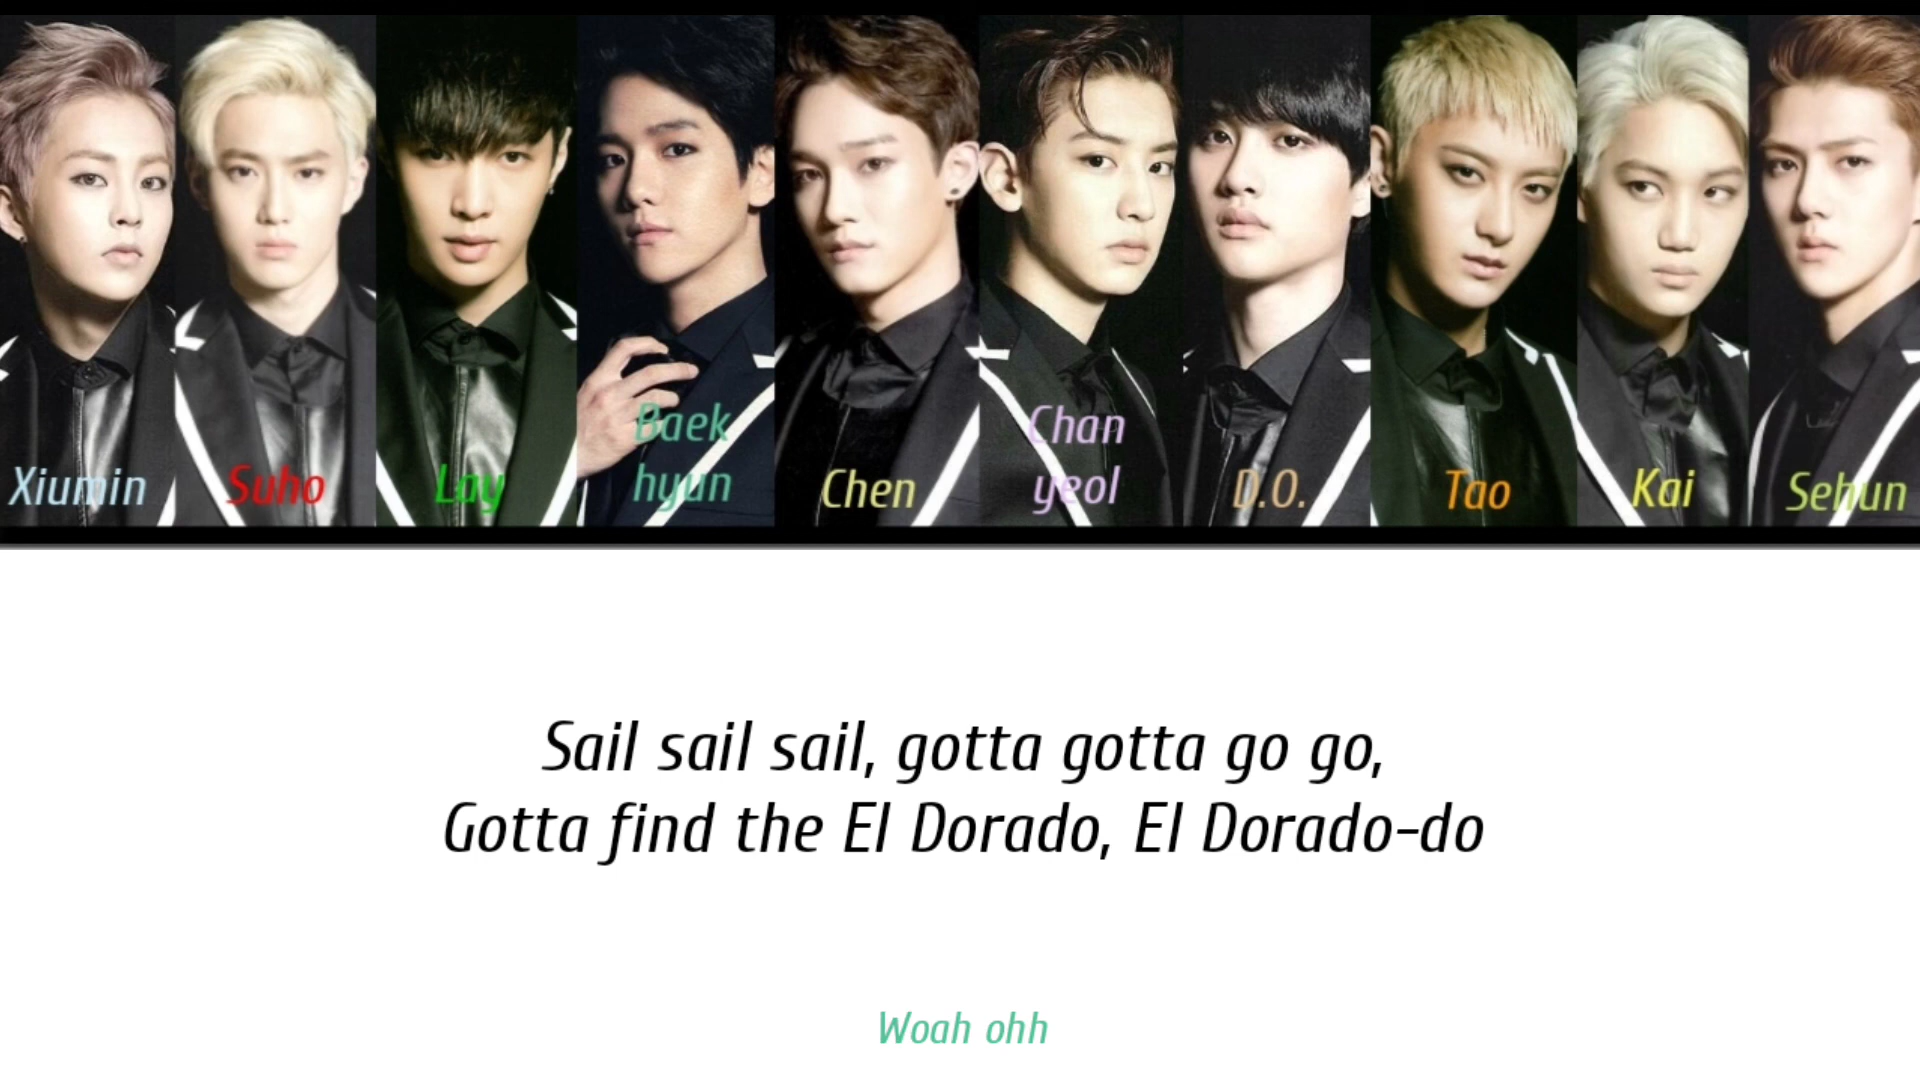 Xiumin
Suho
Lay
Baek
hyun
Chen
Chan
yeol
D.O.
Tao
Kai
Sehun
Sail sail sail, gotta gotta go go,
Gotta find the El Dorado, El Dorado-do
Woah ohh